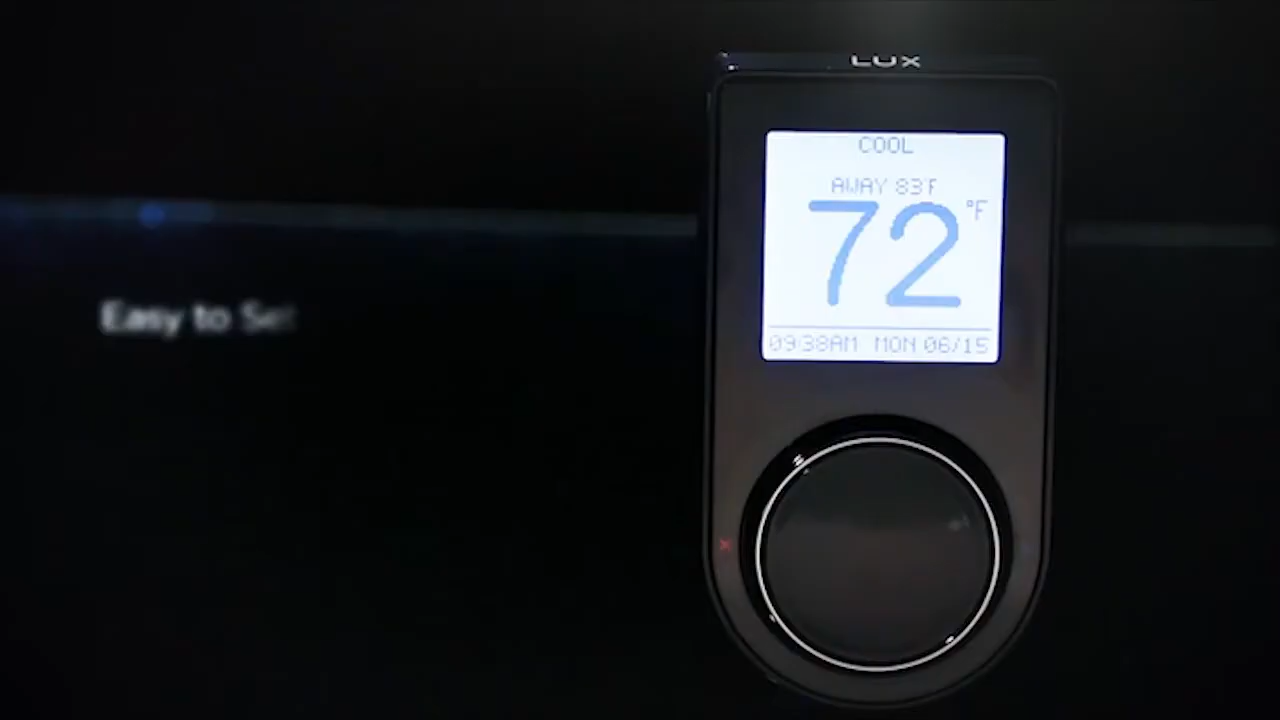 LUX
COOL
AWAY 83°F
72 °F
09:38AM MON 06/15
Easy to Set